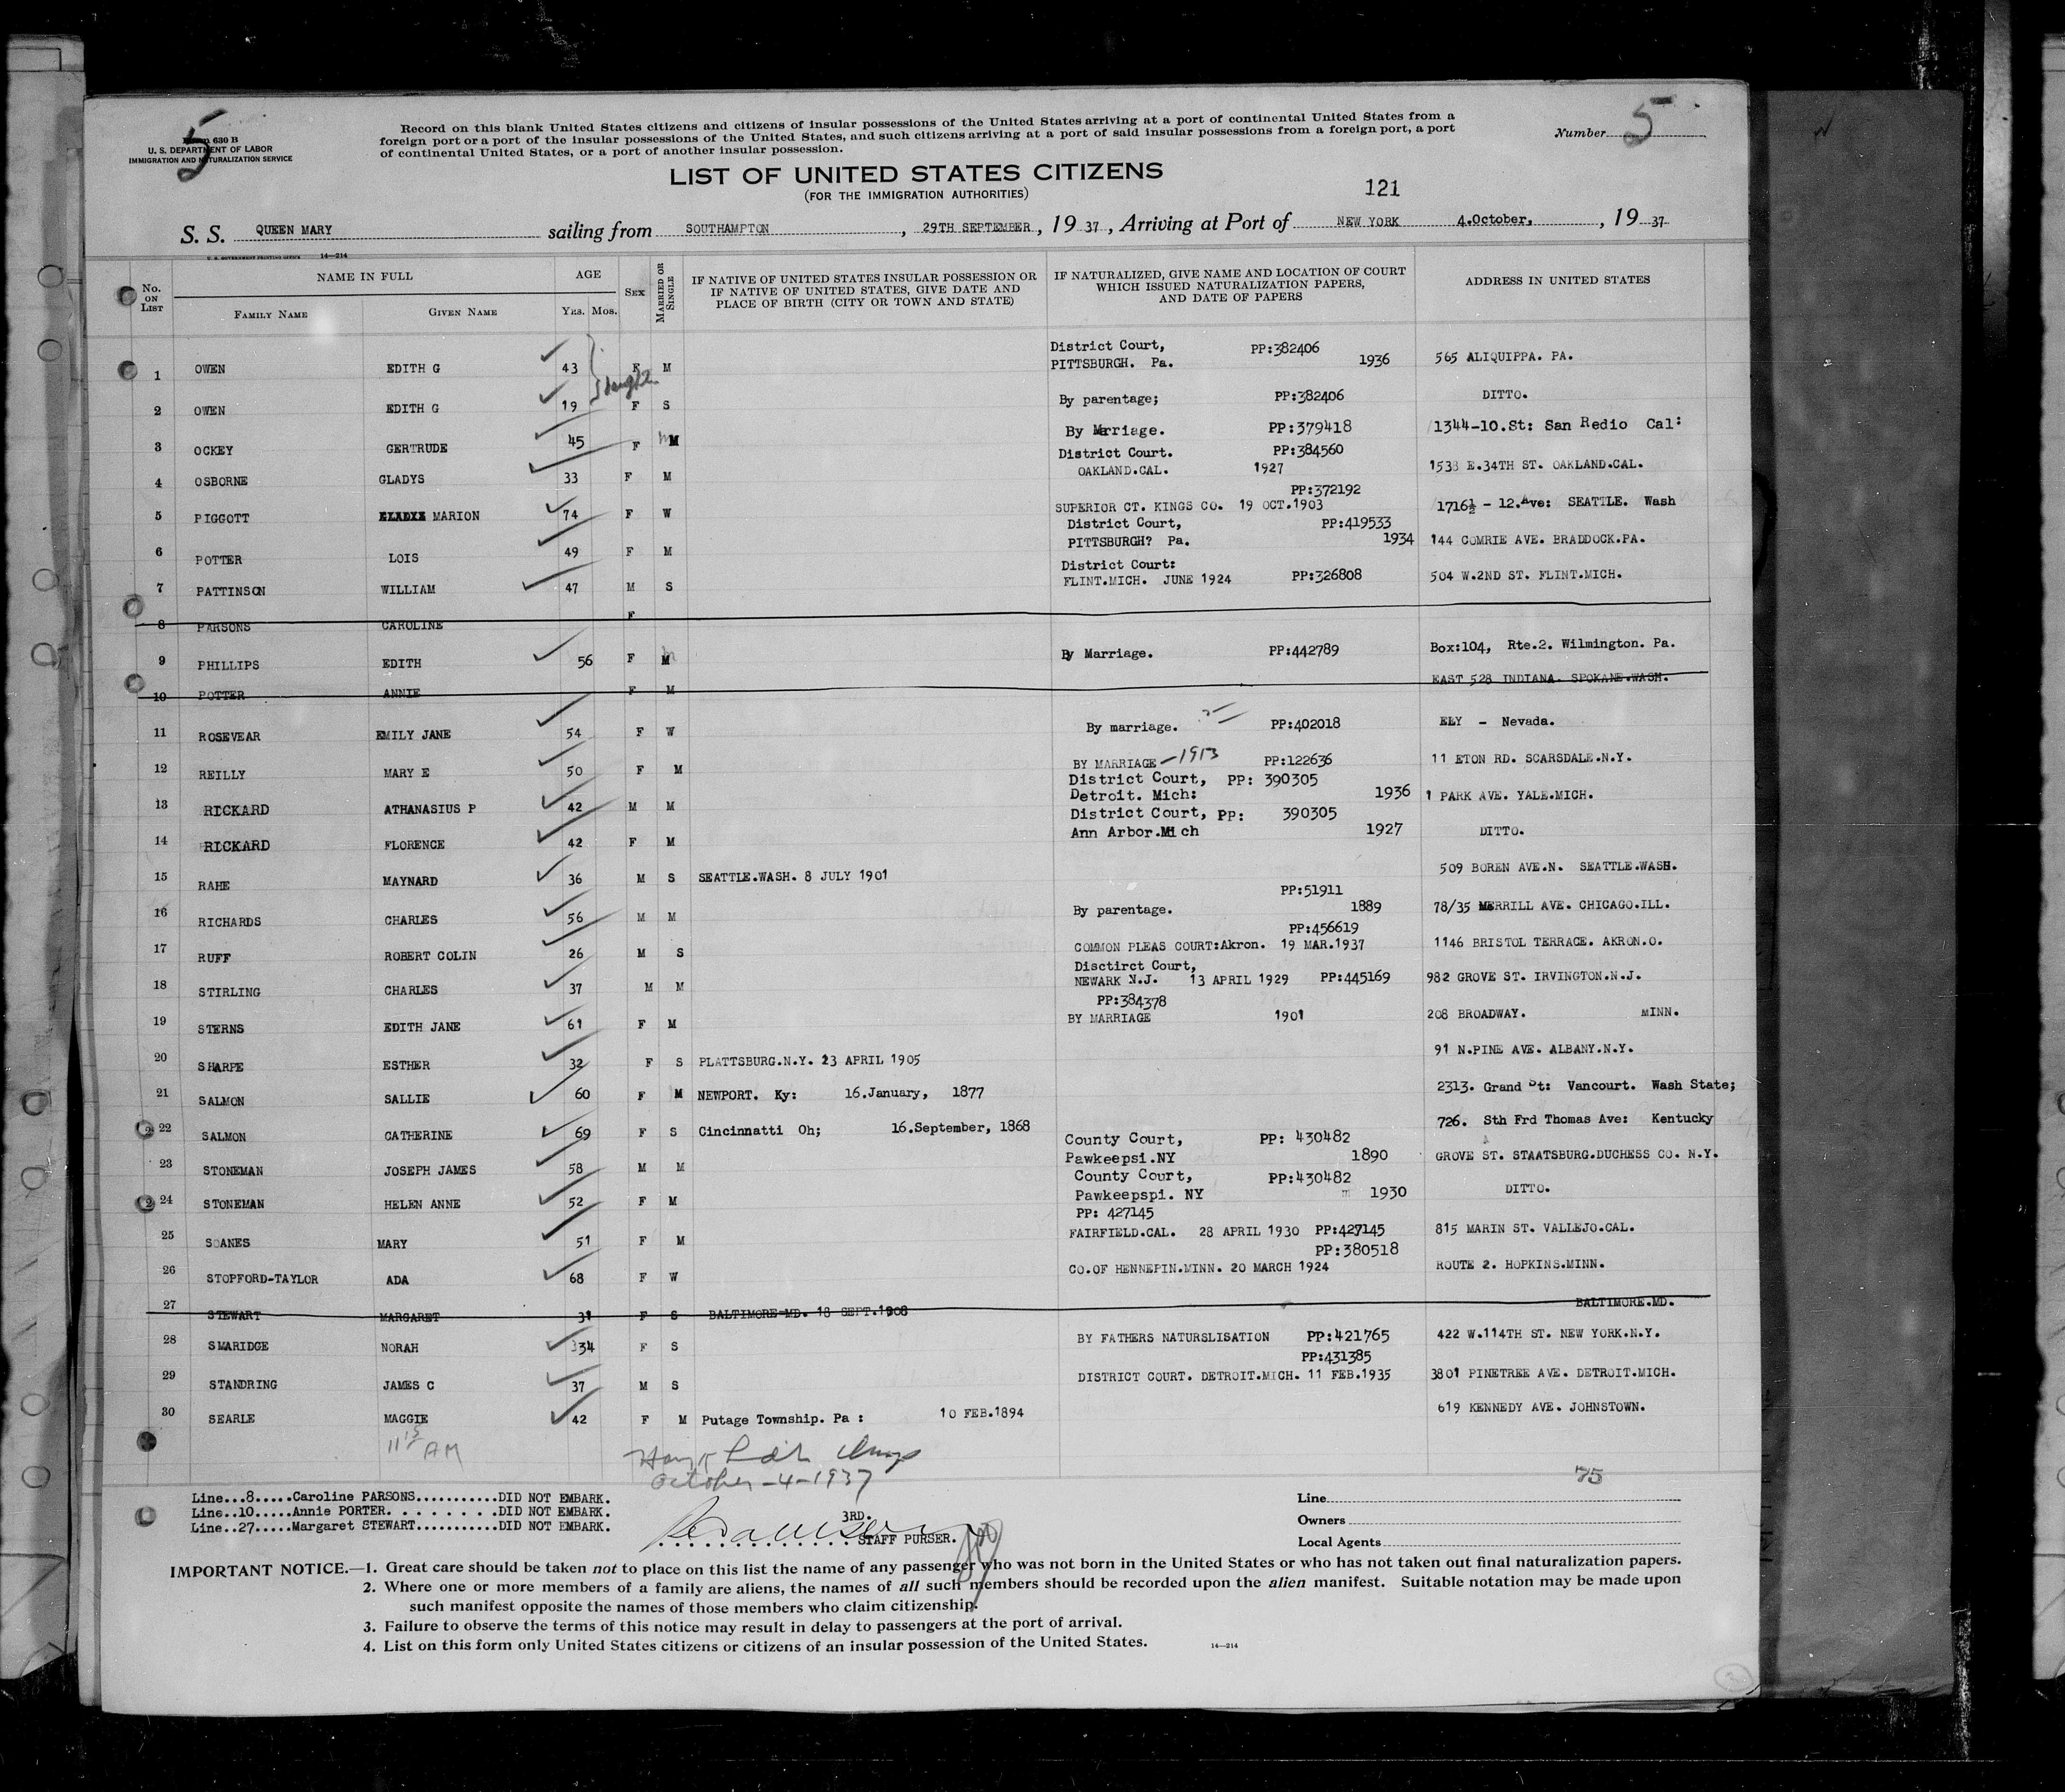 5
Form 630 B
U. S. DEPARTMENT OF LABOR
IMMIGRATION AND NATURALIZATION SERVICE
Record on this blank United States citizens and citizens of insular possessions of the United States arriving at a port of continental United States from a
foreign port or a port of the insular possessions of the United States, and such citizens arriving at a port of said insular possessions from a foreign port, a port
of continental United States, or a port of another insular possession.
Number 5
LIST OF UNITED STATES CITIZENS
(FOR THE IMMIGRATION AUTHORITIES)
121
S. S. QUEEN MARY sailing from SOUTHAMPTON, 29TH SEPTEMBER, 19 37, Arriving at Port of NEW YORK 4.October, , 19 37
U. S. GOVERNMENT PRINTING OFFICE 14—214
No. ON LIST NAME IN FULL FAMILY NAME GIVEN NAME AGE YRS. MOS. SEX MARRIED OR SINGLE IF NATIVE OF UNITED STATES INSULAR POSSESSION OR IF NATIVE OF UNITED STATES, GIVE DATE AND PLACE OF BIRTH (CITY OR TOWN AND STATE) IF NATURALIZED, GIVE NAME AND LOCATION OF COURT WHICH ISSUED NATURALIZATION PAPERS, AND DATE OF PAPERS ADDRESS IN UNITED STATES
1 OWEN EDITH G 43 F M District Court, PITTSBURGH. Pa. PP:382406 1936 565 ALIQUIPPA. PA.
2 OWEN EDITH G 19 F S By parentage; PP:382406 DITTO.
3 OCKEY GERTRUDE 45 F M By Marriage. PP:379418 1344-10.St: San Redio Cal:
4 OSBORNE GLADYS 33 F M District Court. OAKLAND.CAL. PP:384560 1927 1538 E.34TH ST. OAKLAND.CAL.
5 PIGGOTT MARION 74 F W PP:372192 SUPERIOR CT. KINGS CO. 19 OCT.1903 1716½ - 12.Ave: SEATTLE. Wash
6 POTTER LOIS 49 F M District Court, PITTSBURGH? Pa. PP:419533 1934 144 COMRIE AVE. BRADDOCK.PA.
7 PATTINSON WILLIAM 47 M S District Court: FLINT.MICH. JUNE 1924 PP:326808 504 W.2ND ST. FLINT.MICH.
8 PARSONS CAROLINE F
9 PHILLIPS EDITH 56 F M By Marriage. PP:442789 Box:104, Rte.2. Wilmington. Pa.
10 POTTER ANNIE F M EAST 528 INDIANA. SPOKANE.WASH.
11 ROSEVEAR EMILY JANE 54 F W By marriage. PP:402018 ELY - Nevada.
12 REILLY MARY E 50 F M BY MARRIAGE -1913 PP:122636 11 ETON RD. SCARSDALE.N.Y.
13 RICKARD ATHANASIUS P 42 M M District Court, Detroit. Mich: PP: 390305 1936 1 PARK AVE. YALE.MICH.
14 RICKARD FLORENCE 42 F M District Court, Ann Arbor.Mich PP: 390305 1927 DITTO.
15 RAHE MAYNARD 36 M S SEATTLE.WASH. 8 JULY 1901 509 BOREN AVE.N. SEATTLE.WASH.
16 RICHARDS CHARLES 56 M M By parentage. PP:51911 1889 78/35 MERRILL AVE. CHICAGO.ILL.
17 RUFF ROBERT COLIN 26 M S PP:456619 COMMON PLEAS COURT:Akron. 19 MAR.1937 1146 BRISTOL TERRACE. AKRON.O.
18 STIRLING CHARLES 37 M M Disctirct Court, NEWARK N.J. 13 APRIL 1929 PP:445169 982 GROVE ST. IRVINGTON.N.J.
19 STERNS EDITH JANE 61 F M PP:384378 BY MARRIAGE 1901 208 BROADWAY. MINN.
20 SHARPE ESTHER 32 F S PLATTSBURG.N.Y. 23 APRIL 1905 91 N.PINE AVE. ALBANY.N.Y.
21 SALMON SALLIE 60 F M NEWPORT. Ky: 16.January, 1877 2313. Grand St: Vancourt. Wash State;
22 SALMON CATHERINE 69 F S Cincinnatti Oh; 16.September, 1868 726. Sth Frd Thomas Ave: Kentucky
23 STONEMAN JOSEPH JAMES 58 M M County Court, Pawkeepsi.NY PP: 430482 1890 GROVE ST. STAATSBURG.DUCHESS CO. N.Y.
24 STONEMAN HELEN ANNE 52 F M County Court, Pawkeepspi. NY PP:430482 1930 DITTO.
25 SOANES MARY 51 F M PP: 427145 FAIRFIELD.CAL. 28 APRIL 1930 PP:427145 815 MARIN ST. VALLEJO.CAL.
26 STOPFORD-TAYLOR ADA 68 F W PP:380518 CO.OF HENNEPIN.MINN. 20 MARCH 1924 ROUTE 2. HOPKINS.MINN.
27 STEWART MARGARET 31 F S BALTIMORE-MD. 18 SEPT.1908 BALTIMORE.MD.
28 SMARIDGE NORAH 34 F S BY FATHERS NATURSLISATION PP:421765 422 W.114TH ST. NEW YORK.N.Y.
29 STANDRING JAMES C 37 M S PP:431385 DISTRICT COURT. DETROIT.MICH. 11 FEB.1935 3801 PINETREE AVE. DETROIT.MICH.
30 SEARLE MAGGIE 42 F M Putage Township. Pa : 10 FEB.1894 619 KENNEDY AVE. JOHNSTOWN.
11 15 AM
October-4-1937
75
Line...8.....Caroline PARSONS...........DID NOT EMBARK.
Line..10.....Annie PORTER. . . . . . . .DID NOT EMBARK.
Line..27.....Margaret STEWART...........DID NOT EMBARK.
3RD.
STAFF PURSER.
Line
Owners
Local Agents
IMPORTANT NOTICE.—1. Great care should be taken not to place on this list the name of any passenger who was not born in the United States or who has not taken out final naturalization papers.
2. Where one or more members of a family are aliens, the names of all such members should be recorded upon the alien manifest. Suitable notation may be made upon
such manifest opposite the names of those members who claim citizenship.
3. Failure to observe the terms of this notice may result in delay to passengers at the port of arrival.
4. List on this form only United States citizens or citizens of an insular possession of the United States.
14—214